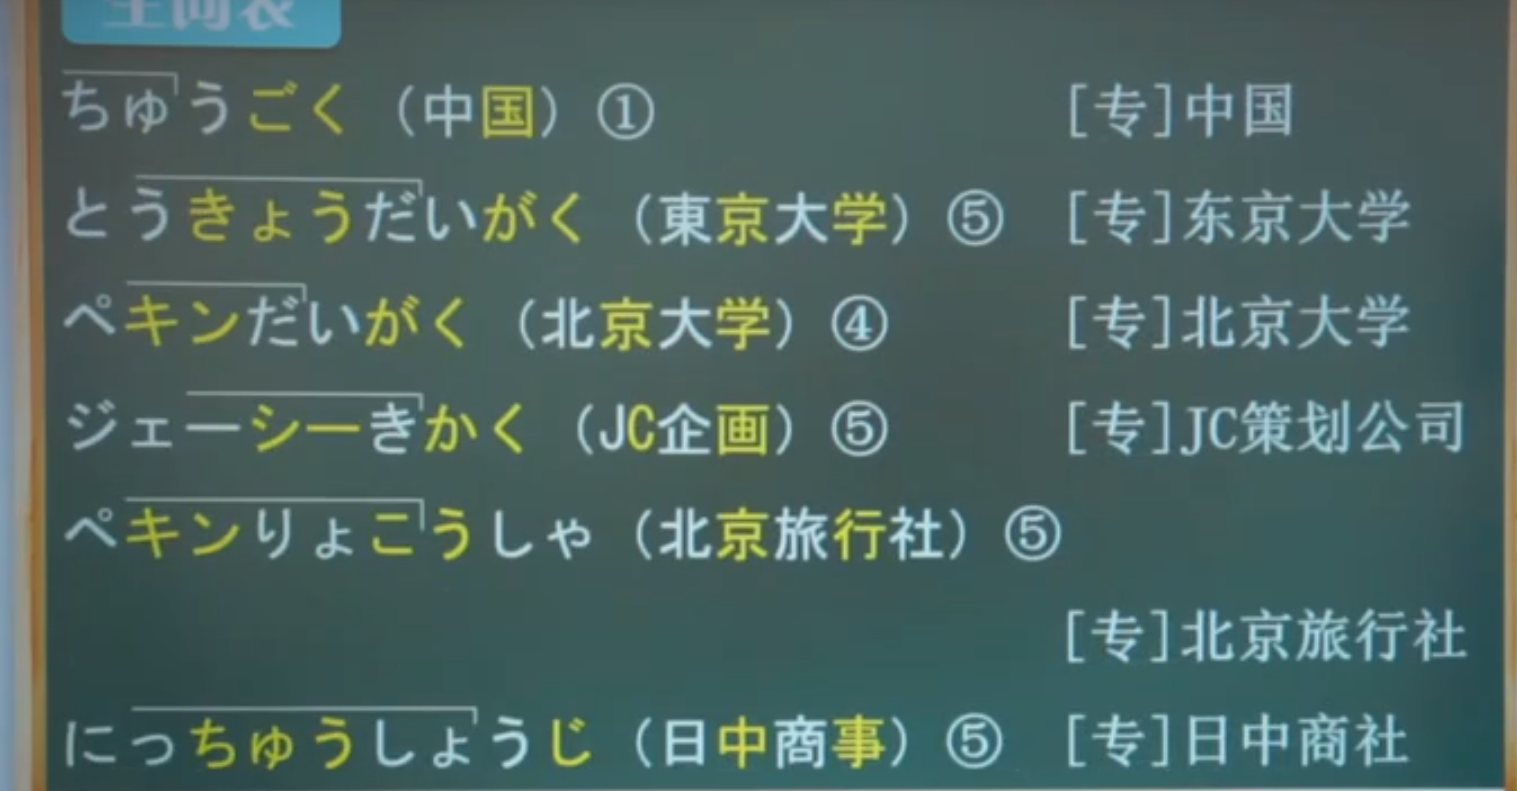 生词表
ちゅうごく（中国）① [专]中国
とうきょうだいがく（東京大学）⑤ [专]东京大学
ペキンだいがく（北京大学）④ [专]北京大学
ジェーシーきかく（JC企画）⑤ [专]JC策划公司
ペキンりょこうしゃ（北京旅行社）⑤
[专]北京旅行社
にっちゅうしょうじ（日中商事）⑤ [专]日中商社